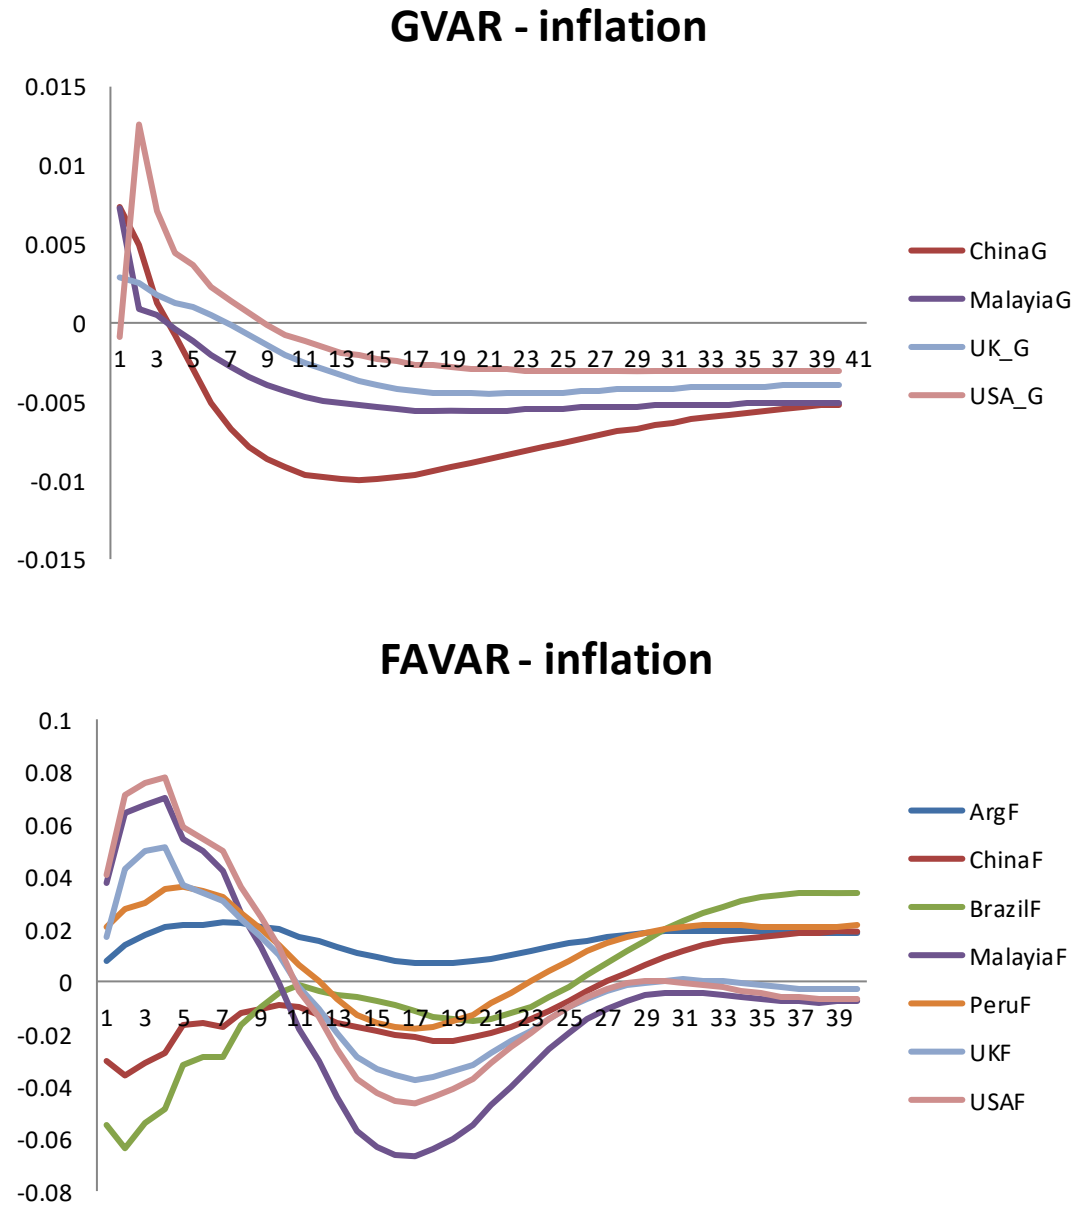 GVAR - inflation
0.015
0.01
0.005
0
-0.005
-0.01
-0.015
1 3 5 7 9 11 13 15 17 19 21 23 25 27 29 31 33 35 37 39 41
ChinaG
MalayiaG
UK_G
USA_G
FAVAR - inflation
0.1
0.08
0.06
0.04
0.02
0
-0.02
-0.04
-0.06
-0.08
1 3 5 7 9 11 13 15 17 19 21 23 25 27 29 31 33 35 37 39
ArgF
ChinaF
BrazilF
MalayiaF
PeruF
UKF
USAF